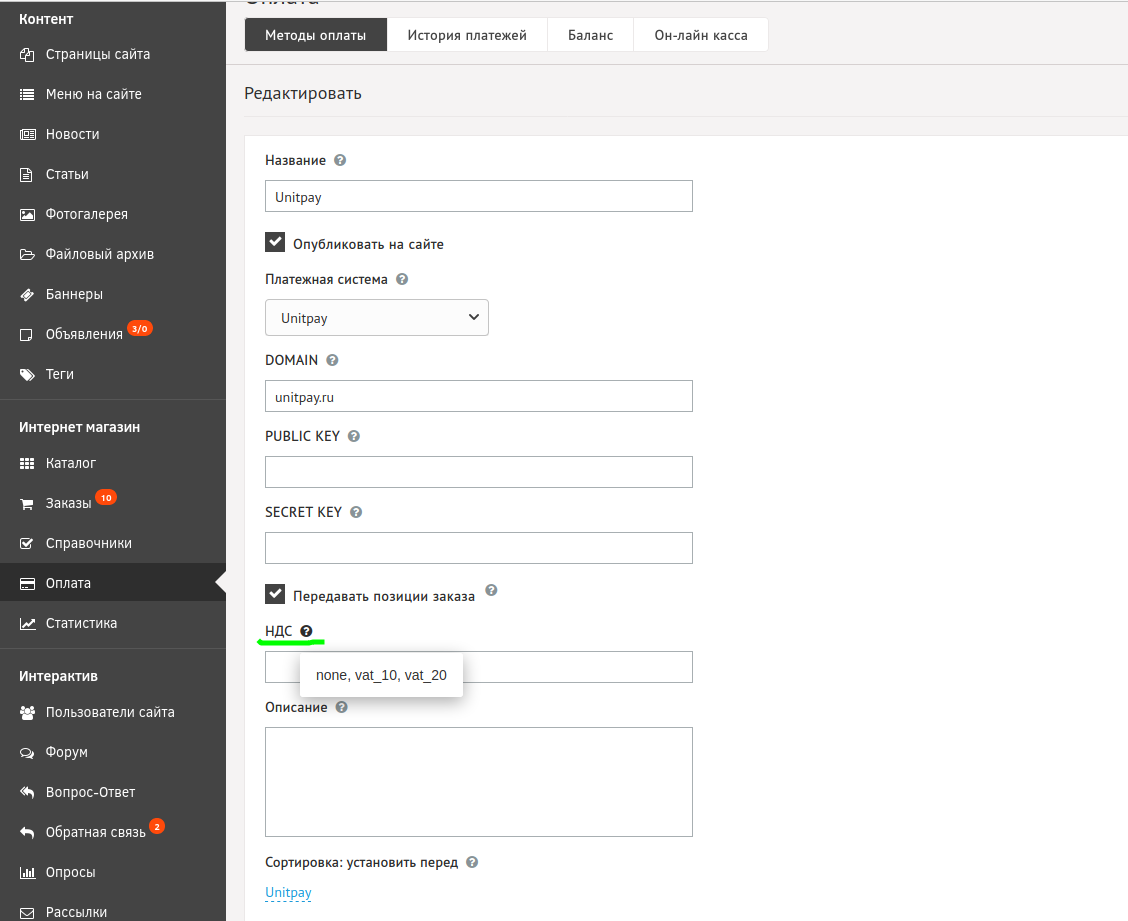 Оплата
Контент
Страницы сайта
Меню на сайте
Новости
Статьи
Фотогалерея
Файловый архив
Баннеры
Объявления 3/0
Теги
Интернет магазин
Каталог
Заказы 10
Справочники
Оплата
Статистика
Интерактив
Пользователи сайта
Форум
Вопрос-Ответ
Обратная связь 2
Опросы
Рассылки
Методы оплаты История платежей Баланс Он-лайн касса
Редактировать
Название ?
Unitpay
Опубликовать на сайте
Платежная система ?
Unitpay
DOMAIN ?
unitpay.ru
PUBLIC KEY ?
SECRET KEY ?
Передавать позиции заказа ?
НДС ?
none, vat_10, vat_20
Описание ?
Сортировка: установить перед ?
Unitpay